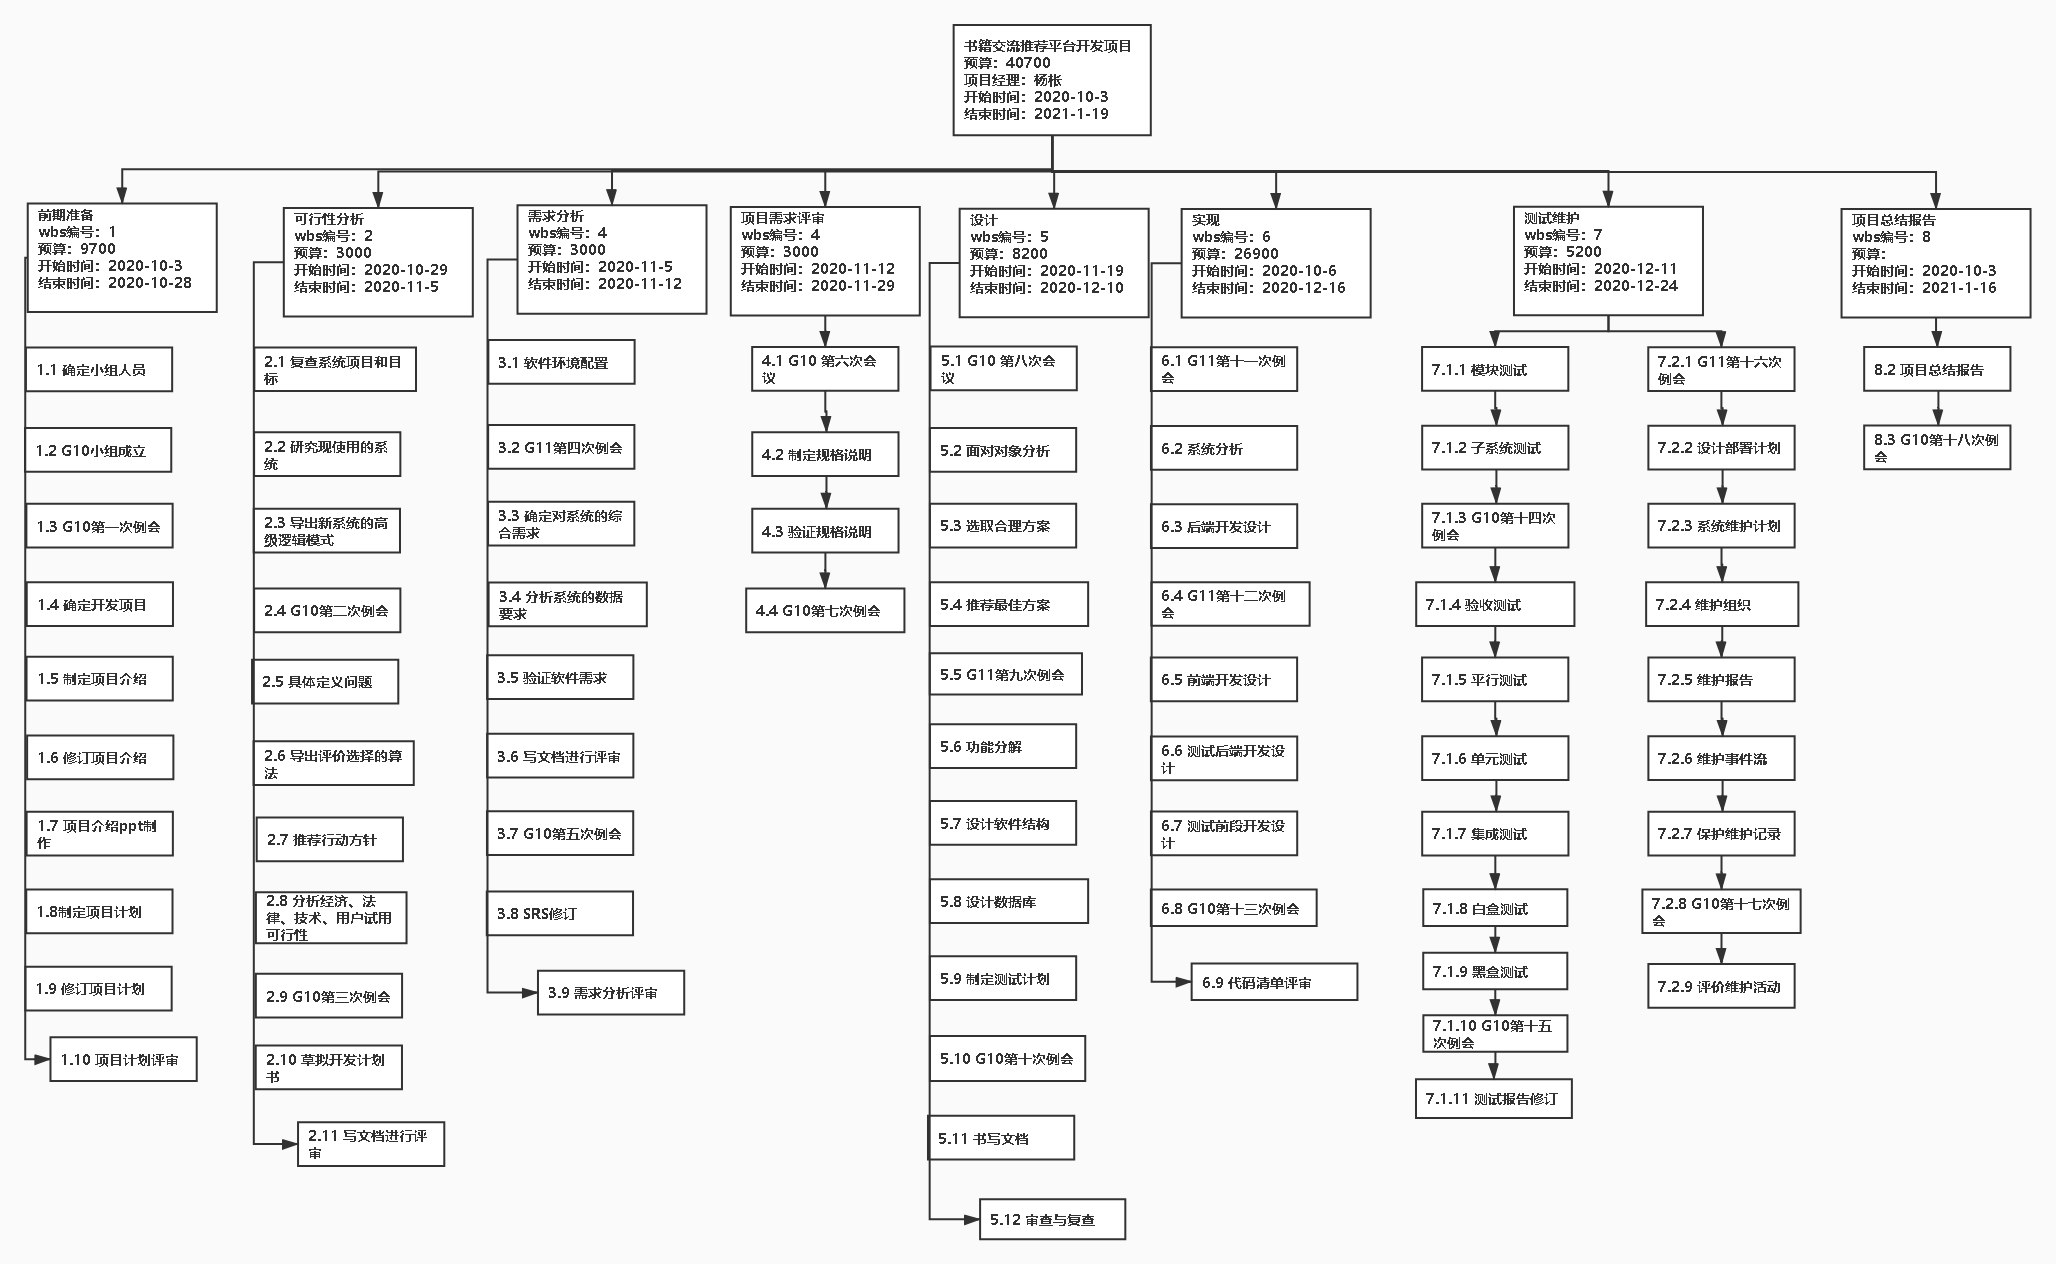 书籍交流推荐平台开发项目
预算：40700
项目经理：杨枨
开始时间：2020-10-3
结束时间：2021-1-19
前期准备
wbs编号：1
预算：9700
开始时间：2020-10-3
结束时间：2020-10-28
1.1 确定小组人员
1.2 G10小组成立
1.3 G10第一次例会
1.4 确定开发项目
1.5 制定项目介绍
1.6 修订项目介绍
1.7 项目介绍ppt制
作
1.8制定项目计划
1.9 修订项目计划
1.10 项目计划评审
可行性分析
wbs编号：2
预算：3000
开始时间：2020-10-29
结束时间：2020-11-5
2.1 复查系统项目和目
标
2.2 研究现使用的系
统
2.3 导出新系统的高
级逻辑模式
2.4 G10第二次例会
2.5 具体定义问题
2.6 导出评价选择的算
法
2.7 推荐行动方针
2.8 分析经济、法
律、技术、用户试用
可行性
2.9 G10第三次例会
2.10 草拟开发计划
书
2.11 写文档进行评
审
需求分析
wbs编号：4
预算：3000
开始时间：2020-11-5
结束时间：2020-11-12
3.1 软件环境配置
3.2 G11第四次例会
3.3 确定对系统的综
合需求
3.4 分析系统的数据
要求
3.5 验证软件需求
3.6 写文档进行评审
3.7 G10第五次例会
3.8 SRS修订
3.9 需求分析评审
项目需求评审
wbs编号：4
预算：3000
开始时间：2020-11-12
结束时间：2020-11-29
4.1 G10 第六次会
议
4.2 制定规格说明
4.3 验证规格说明
4.4 G10第七次例会
设计
wbs编号：5
预算：8200
开始时间：2020-11-19
结束时间：2020-12-10
5.1 G10 第八次会
议
5.2 面对对象分析
5.3 选取合理方案
5.4 推荐最佳方案
5.5 G11第九次例会
5.6 功能分解
5.7 设计软件结构
5.8 设计数据库
5.9 制定测试计划
5.10 G10第十次例会
5.11 书写文档
5.12 审查与复查
实现
wbs编号：6
预算：26900
开始时间：2020-10-6
结束时间：2020-12-16
6.1 G11第十一次例
会
6.2 系统分析
6.3 后端开发设计
6.4 G11第十二次例
会
6.5 前端开发设计
6.6 测试后端开发设
计
6.7 测试前段开发设
计
6.8 G10第十三次例会
6.9 代码清单评审
测试维护
wbs编号：7
预算：5200
开始时间：2020-12-11
结束时间：2020-12-24
7.1.1 模块测试
7.1.2 子系统测试
7.1.3 G10第十四次
例会
7.1.4 验收测试
7.1.5 平行测试
7.1.6 单元测试
7.1.7 集成测试
7.1.8 白盒测试
7.1.9 黑盒测试
7.1.10 G10第十五
次例会
7.1.11 测试报告修订
7.2.1 G11第十六次
例会
7.2.2 设计部署计划
7.2.3 系统维护计划
7.2.4 维护组织
7.2.5 维护报告
7.2.6 维护事件流
7.2.7 保护维护记录
7.2.8 G10第十七次例
会
7.2.9 评价维护活动
项目总结报告
wbs编号：8
预算：
开始时间：2020-10-3
结束时间：2021-1-16
8.2 项目总结报告
8.3 G10第十八次例
会